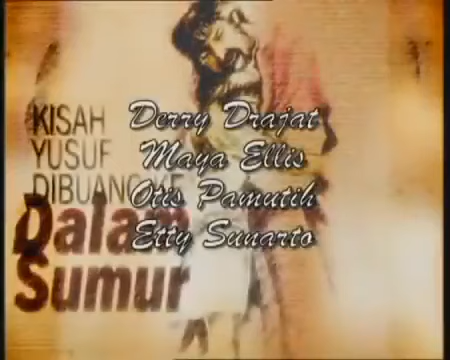 KISAH
YUSUF
DIBUANG KE
Dalam
Sumur
Derry Drajat
Maya Ellis
Otis Pamutih
Etty Sunarto